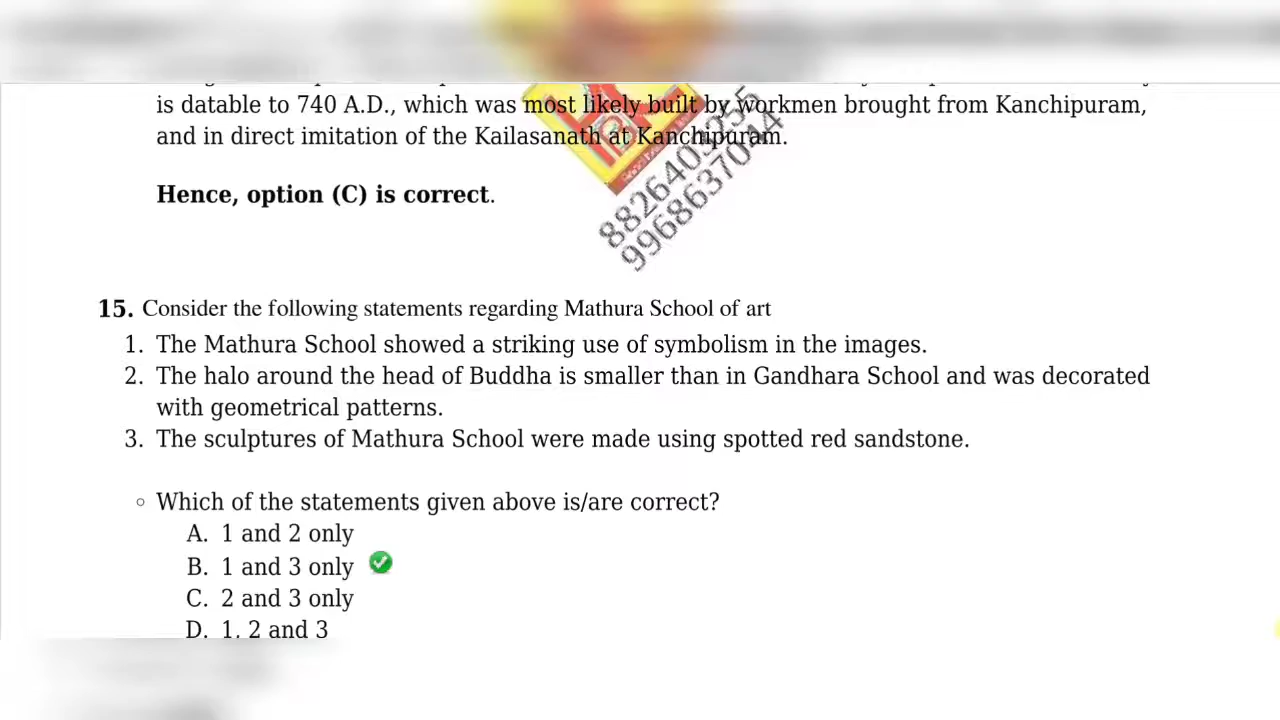 is datable to 740 A.D., which was most likely built by workmen brought from Kanchipuram,
and in direct imitation of the Kailasanath at Kanchipuram.
Hence, option (C) is correct.
8826405255
9968637044
15. Consider the following statements regarding Mathura School of art
1. The Mathura School showed a striking use of symbolism in the images.
2. The halo around the head of Buddha is smaller than in Gandhara School and was decorated
with geometrical patterns.
3. The sculptures of Mathura School were made using spotted red sandstone.
Which of the statements given above is/are correct?
A. 1 and 2 only
B. 1 and 3 only
C. 2 and 3 only
D. 1, 2 and 3